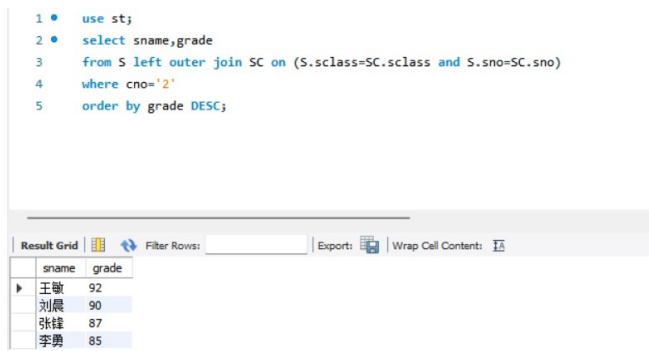 1 use st;
2 select sname,grade
3 from S left outer join SC on (S.sclass=SC.sclass and S.sno=SC.sno)
4 where cno='2'
5 order by grade DESC;
Result Grid Filter Rows: Export: Wrap Cell Content: IA
sname grade
王敏 92
刘晨 90
张锋 87
李勇 85